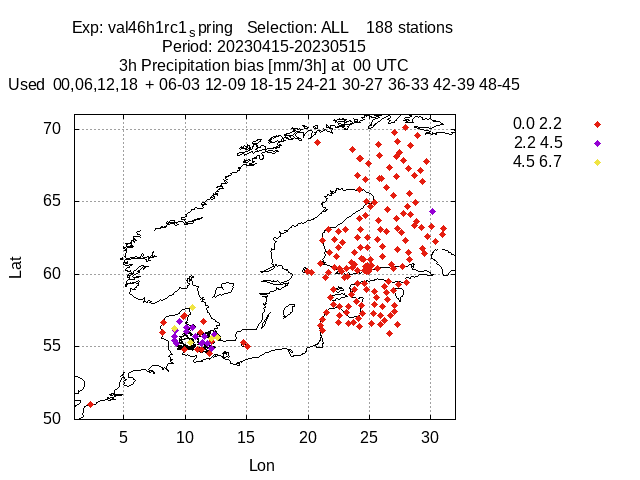 Exp: val46h1rc1spring   Selection: ALL    188 stations
Period: 20230415-20230515
3h Precipitation bias [mm/3h] at  00 UTC
Used  00,06,12,18  + 06-03 12-09 18-15 24-21 30-27 36-33 42-39 48-45
0.0 2.2
2.2 4.5
4.5 6.7
70
65
60
55
50
Lat
5 10 15 20 25 30
Lon